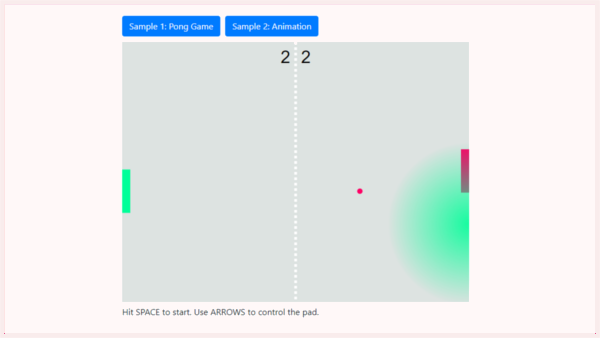 Sample 1: Pong Game Sample 2: Animation
2 2
Hit SPACE to start. Use ARROWS to control the pad.